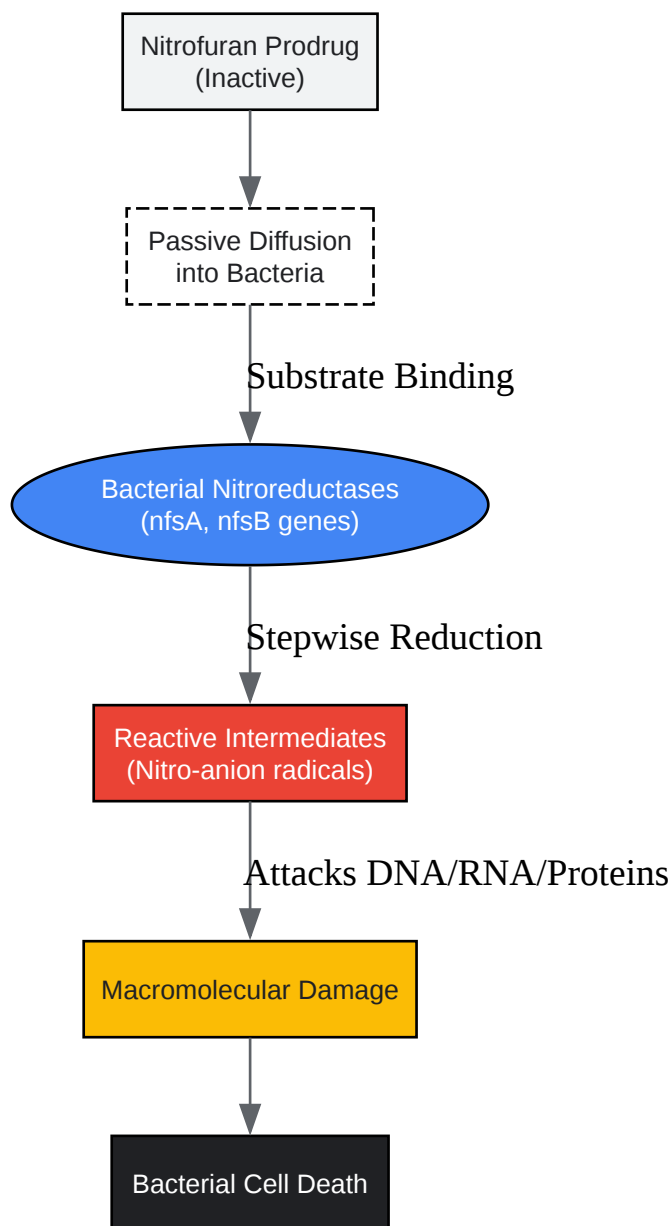 Nitrofuran Prodrug
(Inactive)
Passive Diffusion
into Bacteria
Substrate Binding
Bacterial Nitroreductases
(nfsA, nfsB genes)
Stepwise Reduction
Reactive Intermediates
(Nitro-anion radicals)
Attacks DNA/RNA/Proteins
Macromolecular Damage
Bacterial Cell Death